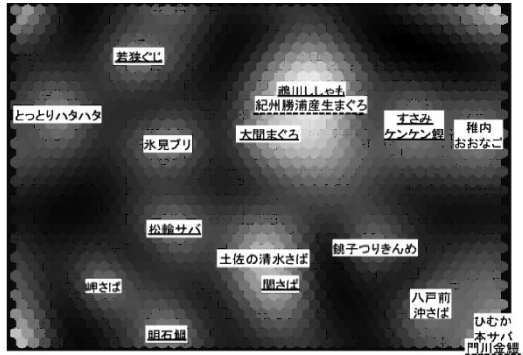 若狭ぐじ
鵡川ししゃも
紀州勝浦産生まぐろ
とっとりハタハタ
すさみ
ケンケン鰹
稚内
おおなご
大間まぐろ
氷見ブリ
松輪サバ
銚子つりきんめ
土佐の清水さば
岬さば
関さば
八戸前
沖さば
ひむか
本サバ
門川金鱧
明石鯛